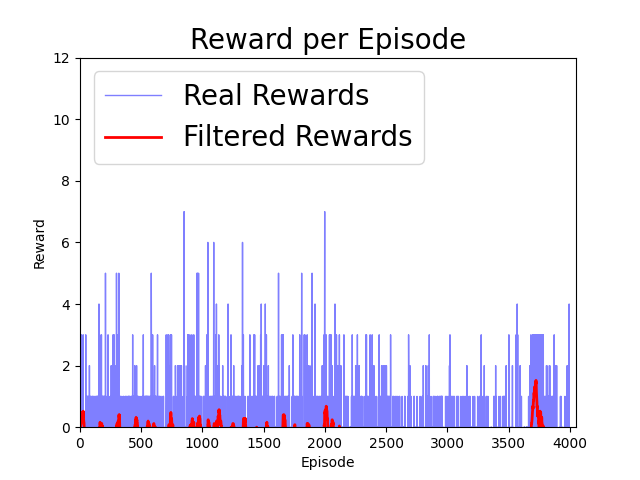 Reward per Episode
Real Rewards
Filtered Rewards
Reward
12
10
8
6
4
2
0
0 500 1000 1500 2000 2500 3000 3500 4000
Episode